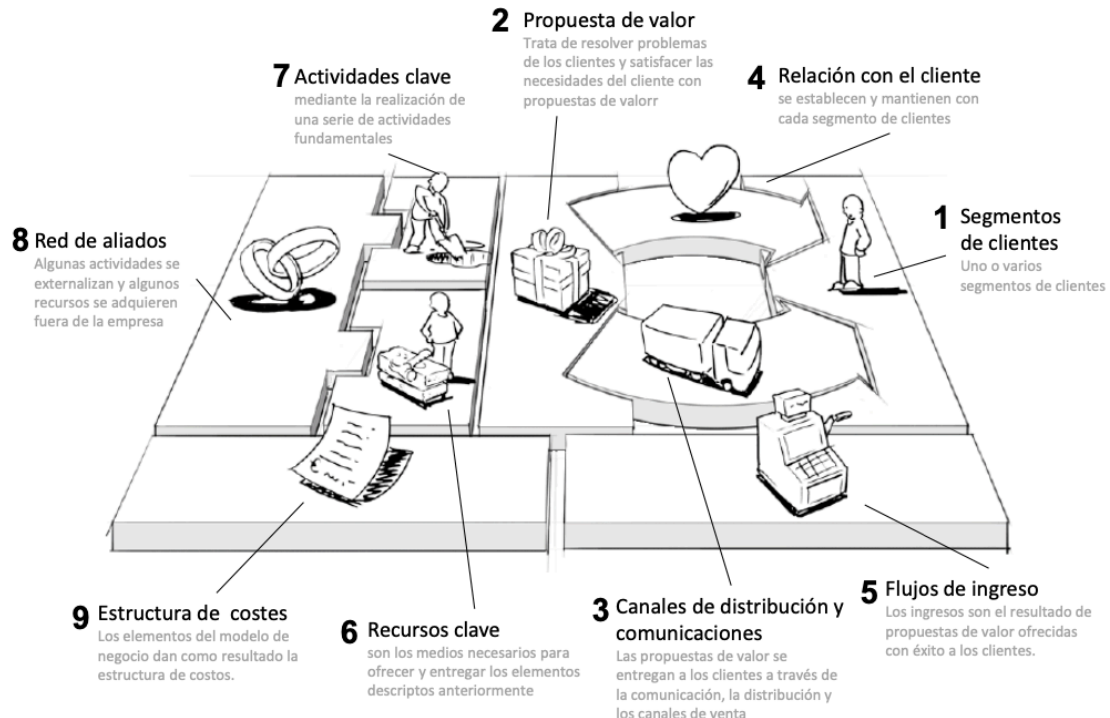 2 Propuesta de valor
Trata de resolver problemas
de los clientes y satisfacer las
necesidades del cliente con
propuestas de valorr
7 Actividades clave
mediante la realización de
una serie de actividades
fundamentales
4 Relación con el cliente
se establecen y mantienen con
cada segmento de clientes
1 Segmentos
de clientes
Uno o varios
segmentos de clientes
8 Red de aliados
Algunas actividades se
externalizan y algunos
recursos se adquieren
fuera de la empresa
9 Estructura de costes
Los elementos del modelo de
negocio dan como resultado la
estructura de costos.
6 Recursos clave
son los medios necesarios para
ofrecer y entregar los elementos
descriptos anteriormente
3 Canales de distribución y
comunicaciones
Las propuestas de valor se
entregan a los clientes a través de
la comunicación, la distribución y
los canales de venta
5 Flujos de ingreso
Los ingresos son el resultado de
propuestas de valor ofrecidas
con éxito a los clientes.